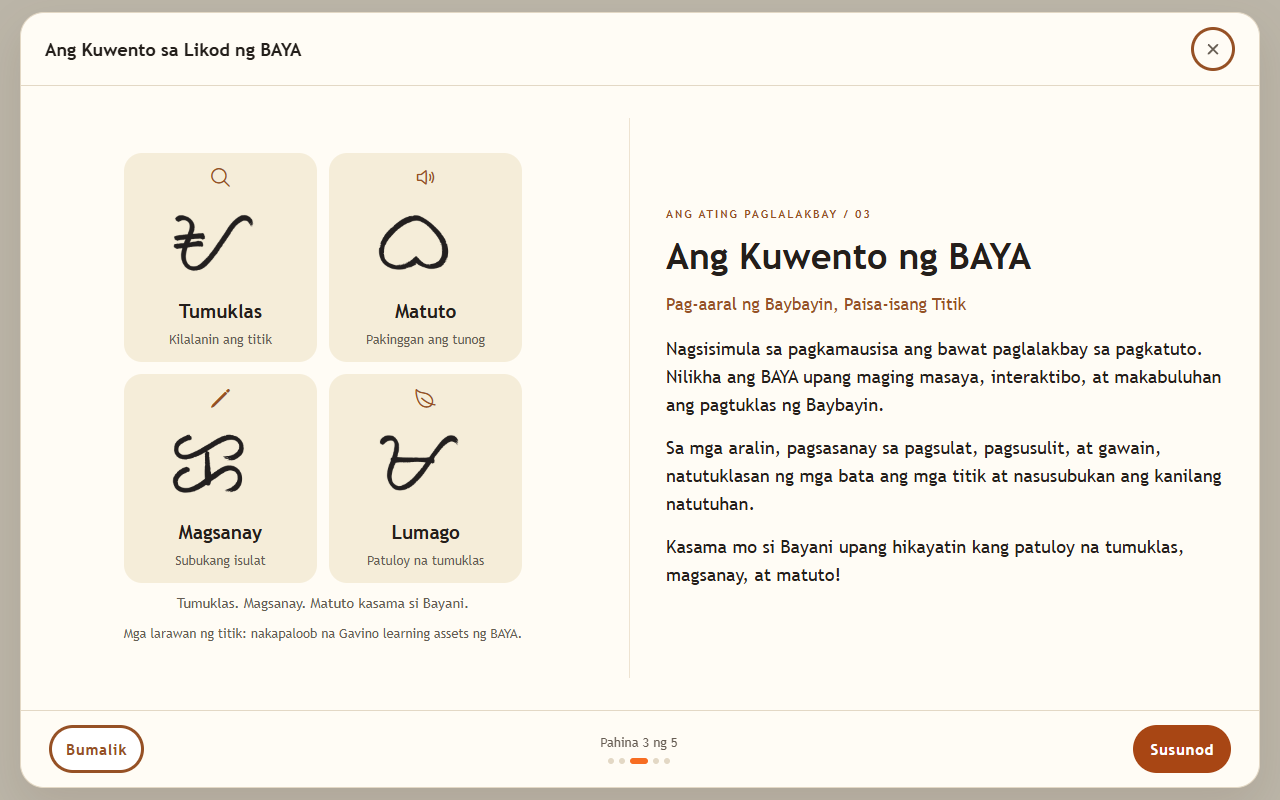 Ang Kuwento sa Likod ng BAYA
ᜀ
Tumuklas
Kilalanin ang titik
ᜊ
Matuto
Pakinggan ang tunog
ᜃ
Magsanay
Subukang isulat
ᜌ
Lumago
Patuloy na tumuklas
Tumuklas. Magsanay. Matuto kasama si Bayani.
Mga larawan ng titik: nakapaloob na Gavino learning assets ng BAYA.
ANG ATING PAGLALAKBAY / 03
Ang Kuwento ng BAYA
Pag-aaral ng Baybayin, Paisa-isang Titik
Nagsisimula sa pagkamausisa ang bawat paglalakbay sa pagkatuto.
Nilikha ang BAYA upang maging masaya, interaktibo, at makabuluhan
ang pagtuklas ng Baybayin.
Sa mga aralin, pagsasanay sa pagsulat, pagsusulit, at gawain,
natutuklasan ng mga bata ang mga titik at nasusubukan ang kanilang
natutuhan.
Kasama mo si Bayani upang hikayatin kang patuloy na tumuklas,
magsanay, at matuto!
Bumalik
Pahina 3 ng 5
Susunod